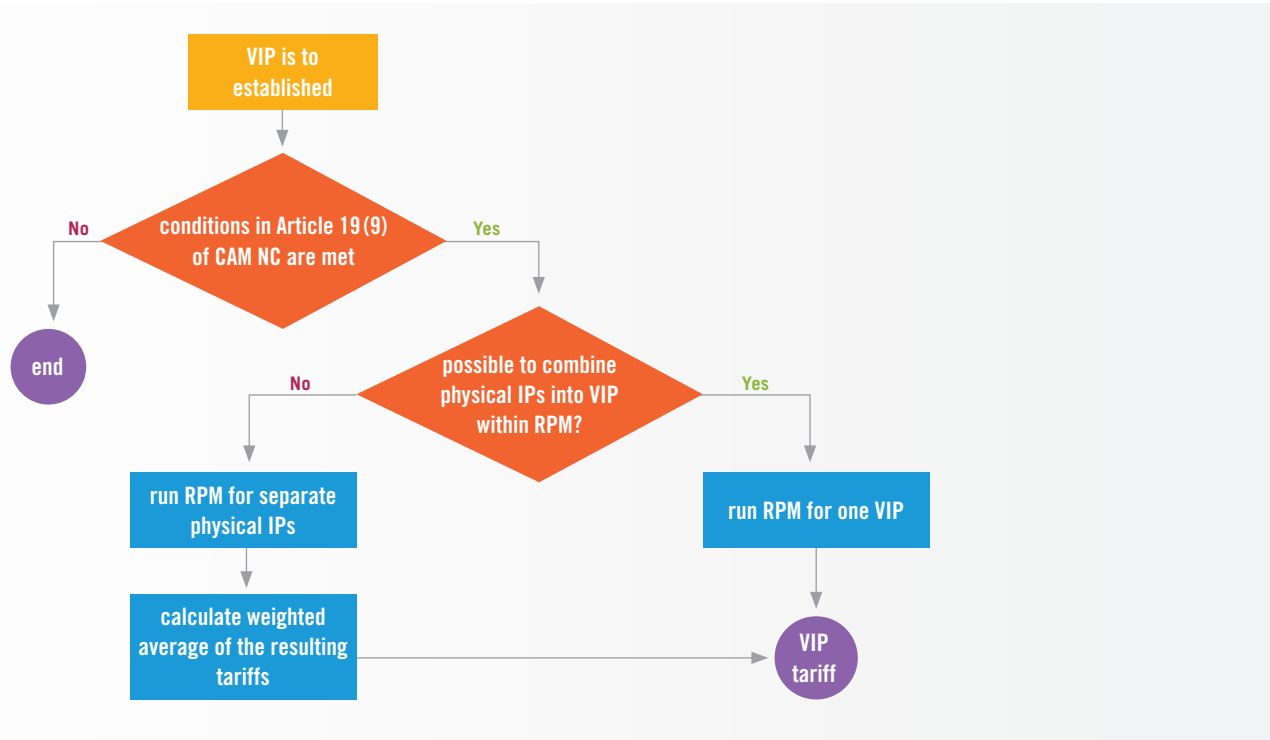 VIP is to
established
conditions in Article 19 (9)
of CAM NC are met
No
Yes
end
possible to combine
physical IPs into VIP
within RPM?
No
Yes
run RPM for separate
physical IPs
run RPM for one VIP
calculate weighted
average of the resulting
tariffs
VIP
tariff